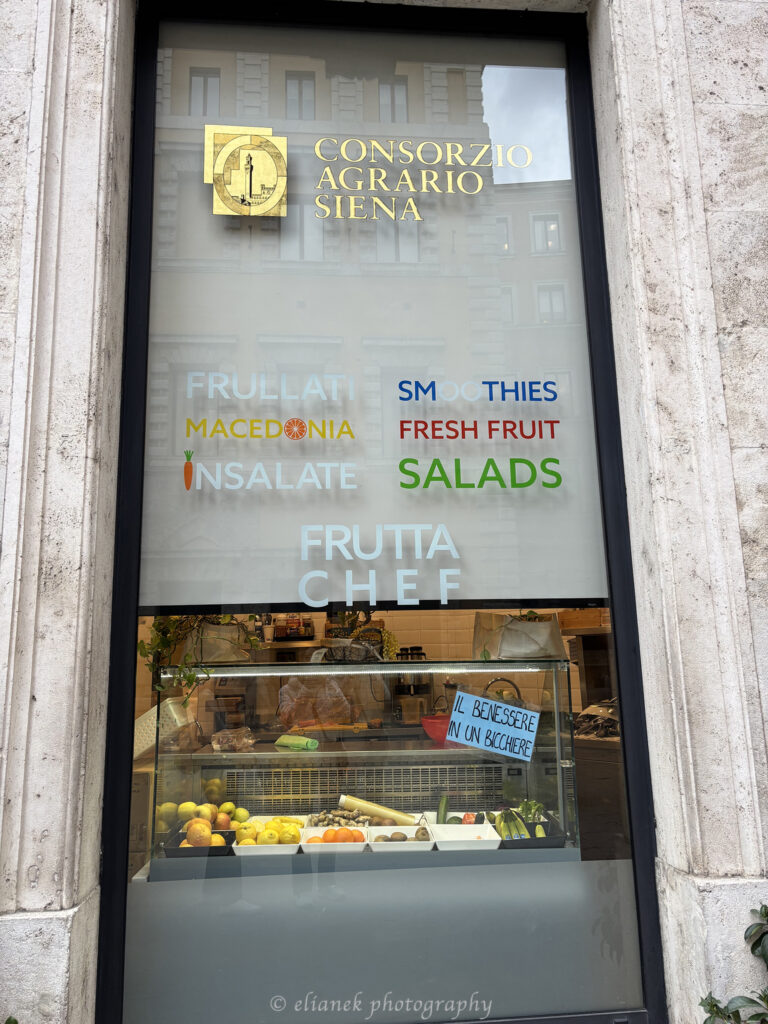 CONSORZIO
AGRARIO
SIENA
FRULLATI
MACEDONIA
INSALATE
SMOOTHIES
FRESH FRUIT
SALADS
FRUTTA
CHEF
IL BENESSERE
IN UN BICCHIERE
© elianek photography